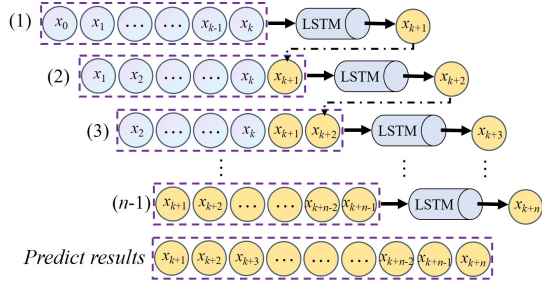 (1) x0 x1 ... ... xk-1 xk LSTM xk+1
(2) x1 x2 ... ... xk xk+1 LSTM xk+2
(3) x2 ... ... xk xk+1 xk+2 LSTM xk+3
(n-1) xk+1 xk+2 ... ... xk+n-2 xk+n-1 LSTM xk+n
Predict results xk+1 xk+2 xk+3 ... ... ... xk+n-2 xk+n-1 xk+n